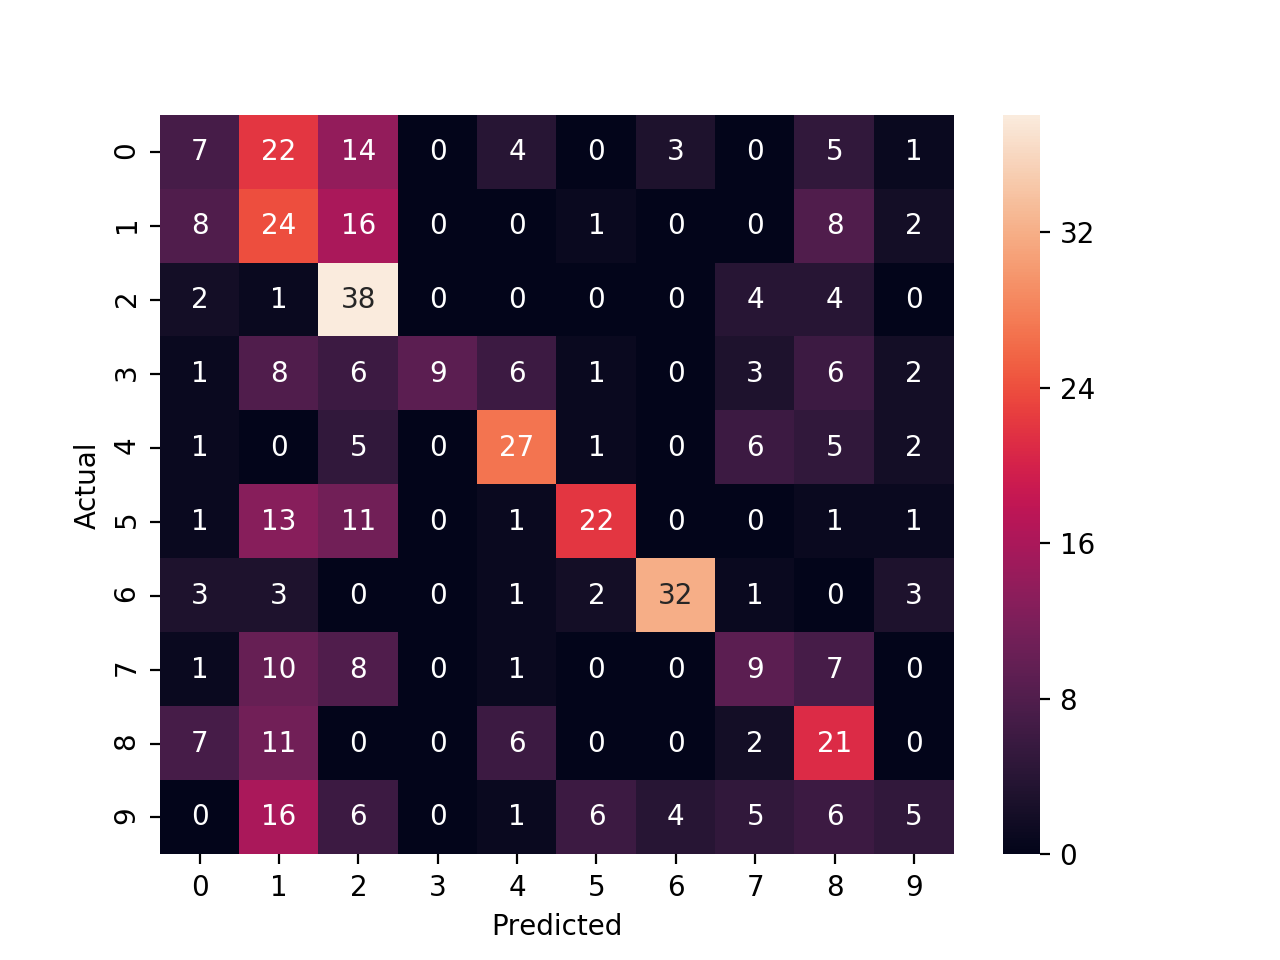 0 7 22 14 0 4 0 3 0 5 1
1 8 24 16 0 0 1 0 0 8 2
2 2 1 38 0 0 0 0 4 4 0
3 1 8 6 9 6 1 0 3 6 2
4 1 0 5 0 27 1 0 6 5 2
5 1 13 11 0 1 22 0 0 1 1
6 3 3 0 0 1 2 32 1 0 3
7 1 10 8 0 1 0 0 9 7 0
8 7 11 0 0 6 0 0 2 21 0
9 0 16 6 0 1 6 4 5 6 5
0 1 2 3 4 5 6 7 8 9
Predicted
Actual
32
24
16
8
0